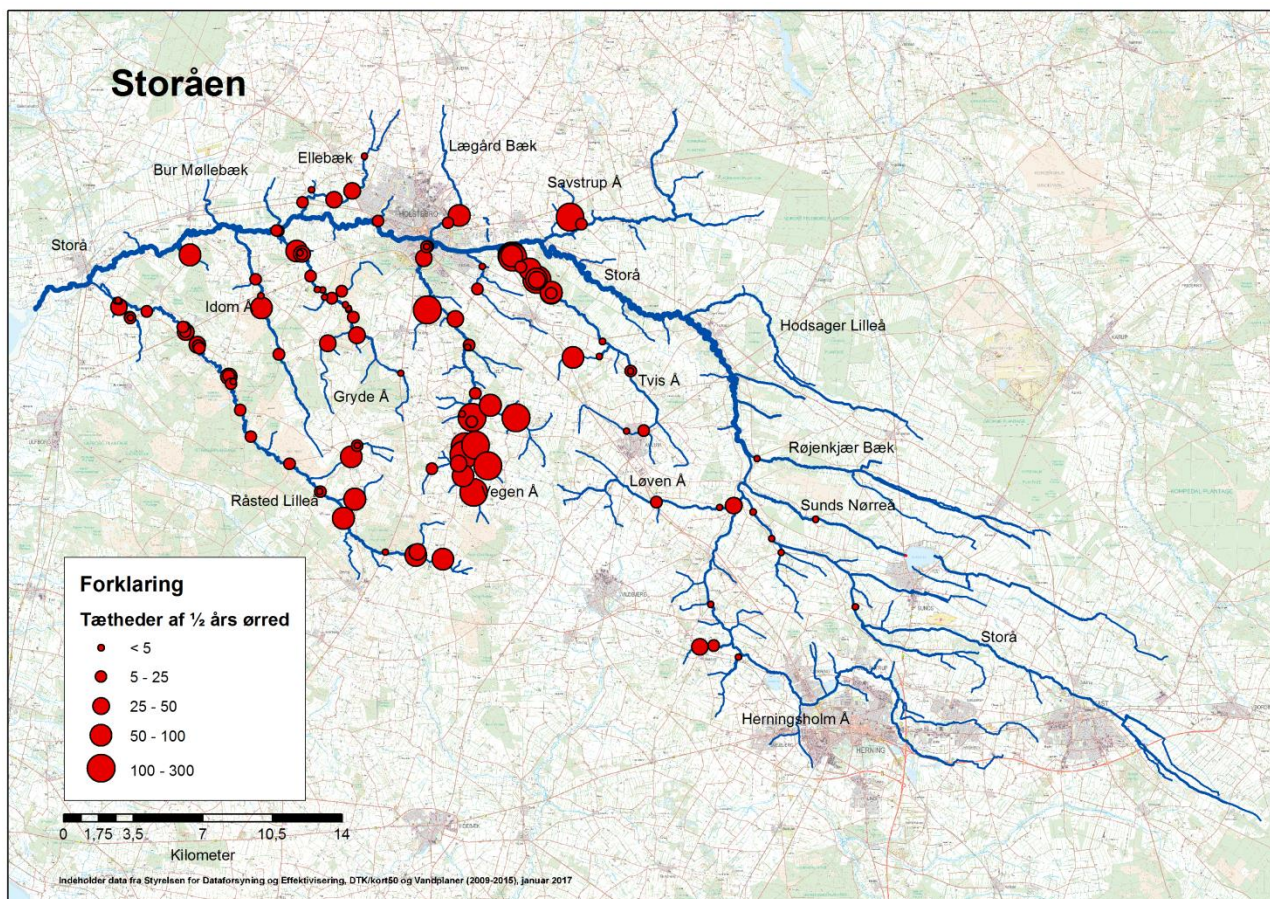 Storåen
Lægård Bæk
Ellebæk
Bur Møllebæk
Savstrup Å
HOLSTEBRO
Storå
Storå
Idom Å
Hodsager Lilleå
Gryde Å
Tvis Å
Røjenkjær Bæk
Løven Å
Vegen Å
Råsted Lilleå
Sunds Nørreå
SUNDS
Storå
Herningsholm Å
HERNING
Forklaring
Tætheder af ½ års ørred
< 5
5 - 25
25 - 50
50 - 100
100 - 300
0 1,75 3,5 7 10,5 14
Kilometer
Indeholder data fra Styrelsen for Dataforsyning og Effektivisering, DTK/kort50 og Vandplaner (2009-2015), januar 2017